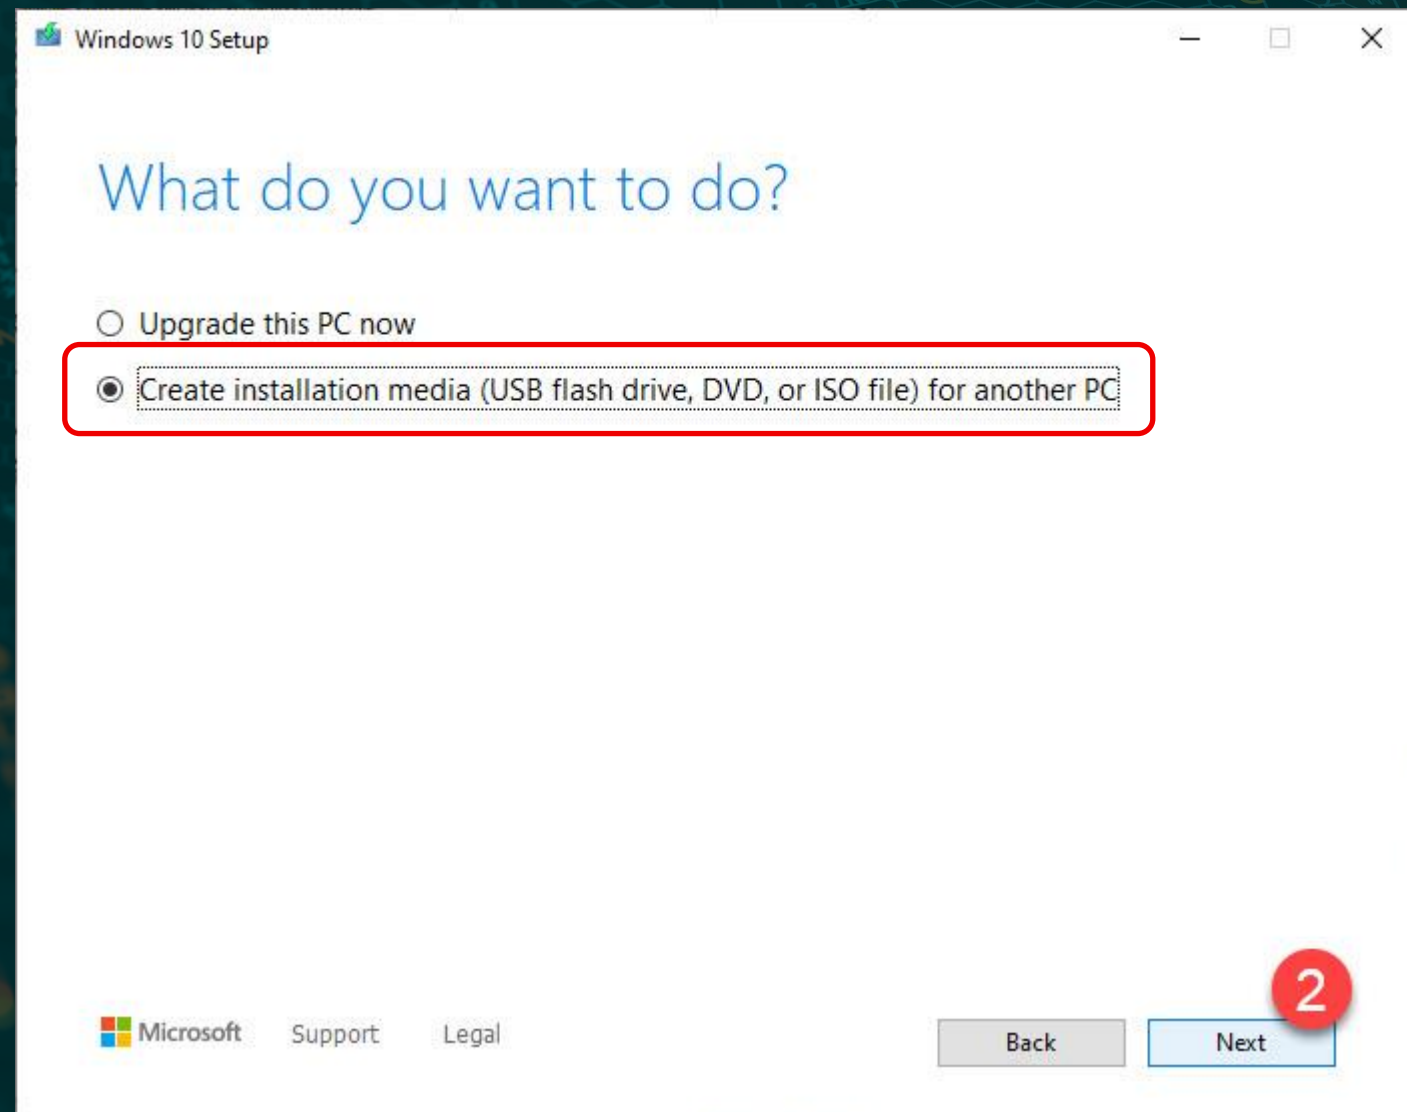 Windows 10 Setup
What do you want to do?
Upgrade this PC now
Create installation media (USB flash drive, DVD, or ISO file) for another PC
2
Microsoft Support Legal Back Next